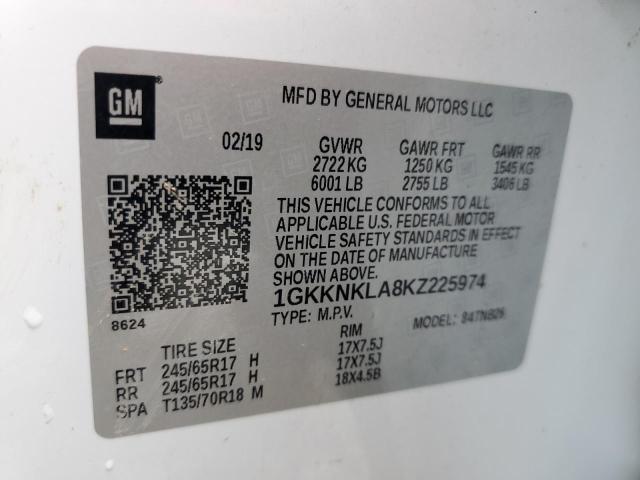 GM
MFD BY GENERAL MOTORS LLC
02/19 GVWR GAWR FRT GAWR RR
2722 KG 1250 KG 1545 KG
6001 LB 2755 LB 3406 LB
THIS VEHICLE CONFORMS TO ALL
APPLICABLE U.S. FEDERAL MOTOR
VEHICLE SAFETY STANDARDS IN EFFECT
ON THE DATE OF MANUFACTURE
SHOWN ABOVE.
1GKKNKLA8KZ225974
8624 TYPE: M.P.V. MODEL: 84TNB26
TIRE SIZE RIM
FRT 245/65R17 H 17X7.5J
RR 245/65R17 H 17X7.5J
SPA T135/70R18 M 18X4.5B